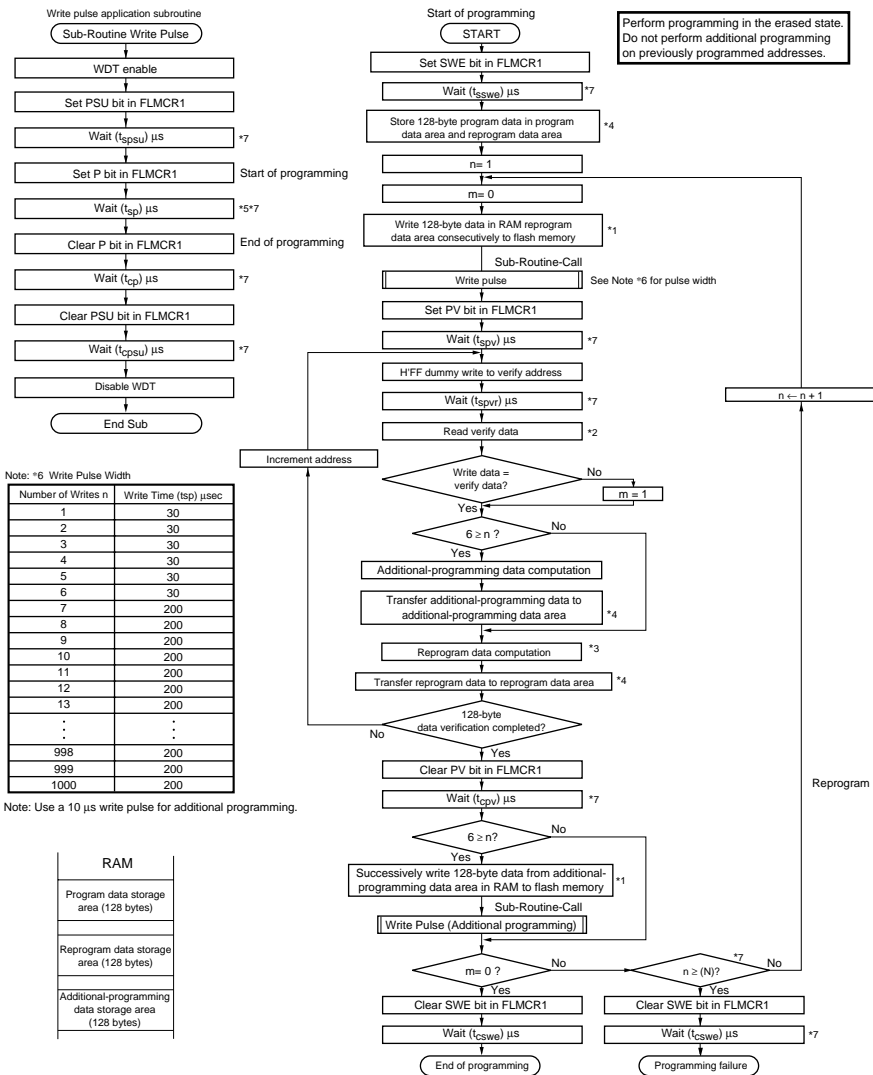 Write pulse application subroutine
Sub-Routine Write Pulse
WDT enable
Set PSU bit in FLMCR1
Wait (tspsu) μs
*7
Set P bit in FLMCR1
Start of programming
Wait (tsp) μs
*5*7
Clear P bit in FLMCR1
End of programming
Wait (tcp) μs
*7
Clear PSU bit in FLMCR1
Wait (tcpsu) μs
*7
Disable WDT
End Sub
Note: *6 Write Pulse Width
Number of Writes n Write Time (tsp) μsec
1 30
2 30
3 30
4 30
5 30
6 30
7 200
8 200
9 200
10 200
11 200
12 200
13 200
998 200
999 200
1000 200
Note: Use a 10 μs write pulse for additional programming.
RAM
Program data storage
area (128 bytes)
Reprogram data storage
area (128 bytes)
Additional-programming
data storage area
(128 bytes)
Start of programming
START
Set SWE bit in FLMCR1
Wait (tsswe) μs
*7
Store 128-byte program data in program
data area and reprogram data area
*4
n= 1
m= 0
Write 128-byte data in RAM reprogram
data area consecutively to flash memory
*1
Sub-Routine-Call
Write pulse
See Note *6 for pulse width
Set PV bit in FLMCR1
Wait (tspv) μs
*7
H'FF dummy write to verify address
Wait (tspvr) μs
*7
Read verify data
*2
Increment address
Write data =
verify data?
No
m = 1
Yes
6 ≥ n ?
No
Yes
Additional-programming data computation
Transfer additional-programming data to
additional-programming data area
*4
Reprogram data computation
*3
Transfer reprogram data to reprogram data area
*4
128-byte
data verification completed?
No
Yes
Clear PV bit in FLMCR1
Wait (tcpv) μs
*7
6 ≥ n?
No
Yes
Successively write 128-byte data from additional-
programming data area in RAM to flash memory
*1
Sub-Routine-Call
Write Pulse (Additional programming)
m= 0 ?
No
Yes
Clear SWE bit in FLMCR1
Wait (tcswe) μs
End of programming
*7
n ≥ (N)?
No
Yes
Clear SWE bit in FLMCR1
Wait (tcswe) μs
*7
Programming failure
n ← n + 1
Reprogram
Perform programming in the erased state.
Do not perform additional programming
on previously programmed addresses.